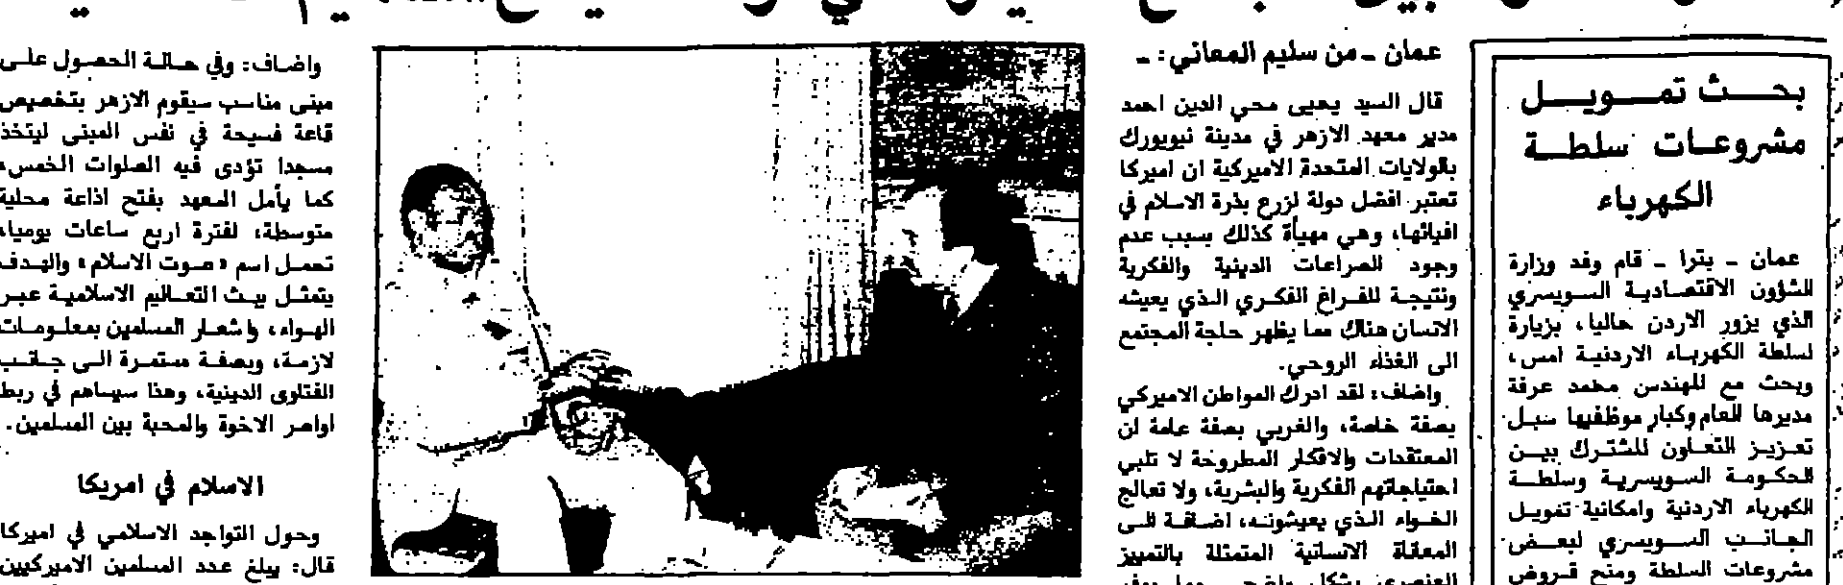 بحث تمويل
مشروعات سلطة
الكهرباء
عمان - بترا - قام وفد وزارة
الشؤون الاقتصادية السويسري
الذي يزور الاردن حاليا، بزيارة
لسلطة الكهرباء الاردنية امس،
وبحث مع المهندس محمد عرفة
مديرها العام وكبار موظفيها سبل
تعزيز التعاون المشترك بين
الحكومة السويسرية وسلطة
الكهرباء الاردنية وامكانية تمويل
الجانب السويسري لبعض
مشروعات السلطة ومنح قروض
عمان - من سليم المعاني: -
قال السيد يحيى محي الدين احمد
مدير معهد الازهر في مدينة نيويورك
بالولايات المتحدة الاميركية ان اميركا
تعتبر افضل دولة لزرع بذرة الاسلام في
افيائها، وهي مهيأة كذلك بسبب عدم
وجود الصراعات الدينية والفكرية
ونتيجة للفراغ الفكري الذي يعيشه
الانسان هناك مما يظهر حاجة المجتمع
الى الغذاء الروحي.
واضاف: لقد ادرك المواطن الاميركي
بصفة خاصة، والغربي بصفة عامة ان
المعتقدات والافكار المطروحة لا تلبي
احتياجاتهم الفكرية والبشرية، ولا تعالج
الخواء الذي يعيشونه، اضافة الى
المعاناة الانسانية المتمثلة بالتمييز
العنصري بشكل واضح
واضاف: وفي حالة الحصول على
مبنى مناسب سيقوم الازهر بتخصيص
قاعة فسيحة في نفس المبنى ليتخذ
مسجدا تؤدى فيه الصلوات الخمس،
كما يأمل المعهد بفتح اذاعة محلية
متوسطة، لفترة اربع ساعات يوميا،
تحمل اسم «صوت الاسلام» والهدف
يتمثل ببث التعاليم الاسلامية عبر
الهواء، واشعار المسلمين بمعلومات
لازمة، وبصفة مستمرة الى جانب
الفتاوى الدينية، وهذا سيساهم في ربط
اواصر الاخوة والمحبة بين المسلمين.
الاسلام في امريكا
وحول التواجد الاسلامي في اميركا
قال: يبلغ عدد المسلمين الاميركيين